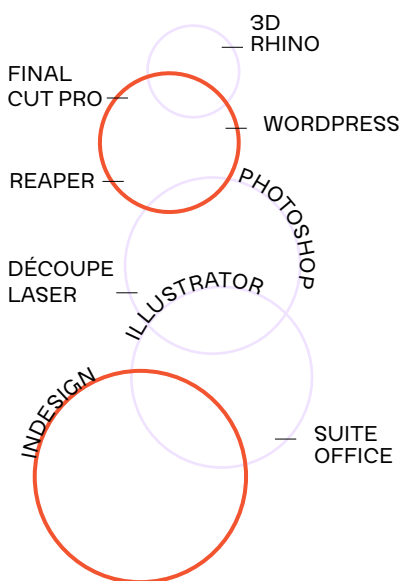 3D
RHINO
FINAL
CUT PRO
WORDPRESS
REAPER
PHOTOSHOP
DÉCOUPE
LASER
ILLUSTRATOR
INDESIGN
SUITE
OFFICE